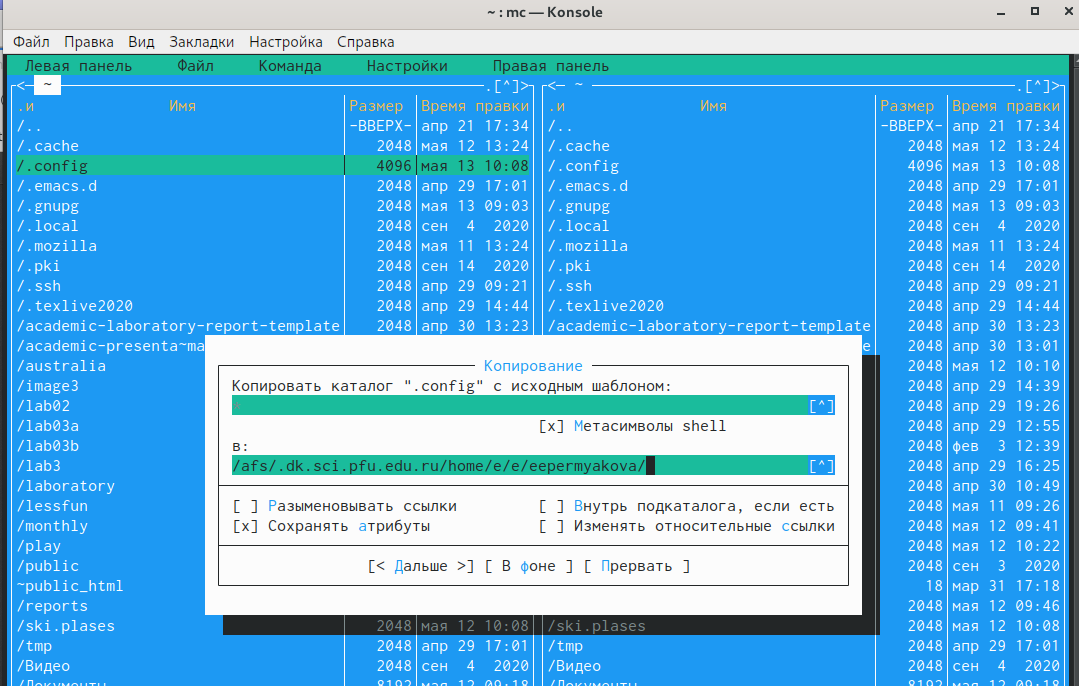 ~ : mc — Konsole
Файл Правка Вид Закладки Настройка Справка
Левая панель Файл Команда Настройки Правая панель
<— ~ .[^]> <— ~ .[^]>
.и Имя Размер Время правки .и Имя Размер Время правки
/.. -ВВЕРХ- апр 21 17:34 /.. -ВВЕРХ- апр 21 17:34
/.cache 2048 мая 12 13:24 /.cache 2048 мая 12 13:24
/.config 4096 мая 13 10:08 /.config 4096 мая 13 10:08
/.emacs.d 2048 апр 29 17:01 /.emacs.d 2048 апр 29 17:01
/.gnupg 2048 мая 13 09:03 /.gnupg 2048 мая 13 09:03
/.local 2048 сен 4 2020 /.local 2048 сен 4 2020
/.mozilla 2048 мая 11 13:24 /.mozilla 2048 мая 11 13:24
/.pki 2048 сен 14 2020 /.pki 2048 сен 14 2020
/.ssh 2048 апр 29 09:21 /.ssh 2048 апр 29 09:21
/.texlive2020 2048 апр 29 14:44 /.texlive2020 2048 апр 29 14:44
/academic-laboratory-report-template 2048 апр 30 13:23 /academic-laboratory-report-template 2048 апр 30 13:23
/academic-presenta~ma e 2048 апр 30 13:01
/australia Копирование 2048 мая 12 10:10
/image3 Копировать каталог ".config" с исходным шаблоном: 2048 апр 29 14:39
/lab02 [^] 2048 апр 29 19:26
/lab03a [x] Метасимволы shell 2048 апр 29 12:55
/lab03b в: 2048 фев 3 12:39
/lab3 /afs/.dk.sci.pfu.edu.ru/home/e/e/eepermyakova/ [^] 2048 апр 29 16:25
/laboratory 2048 апр 30 10:49
/lessfun [ ] Разыменовывать ссылки [ ] Внутрь подкаталога, если есть 2048 мая 11 09:26
/monthly [x] Сохранять атрибуты [ ] Изменять относительные ссылки 2048 мая 12 09:41
/play 2048 мая 12 10:22
/public [< Дальше >] [ В фоне ] [ Прервать ] 2048 сен 3 2020
~public_html 18 мар 31 17:18
/reports 2048 мая 12 09:46
/ski.plases 2048 мая 12 10:08 /ski.plases 2048 мая 12 10:08
/tmp 2048 апр 29 17:01 /tmp 2048 апр 29 17:01
/Видео 2048 сен 4 2020 /Видео 2048 сен 4 2020
/Документы 8192 мая 12 09:18 /Документы 8192 мая 12 09:18